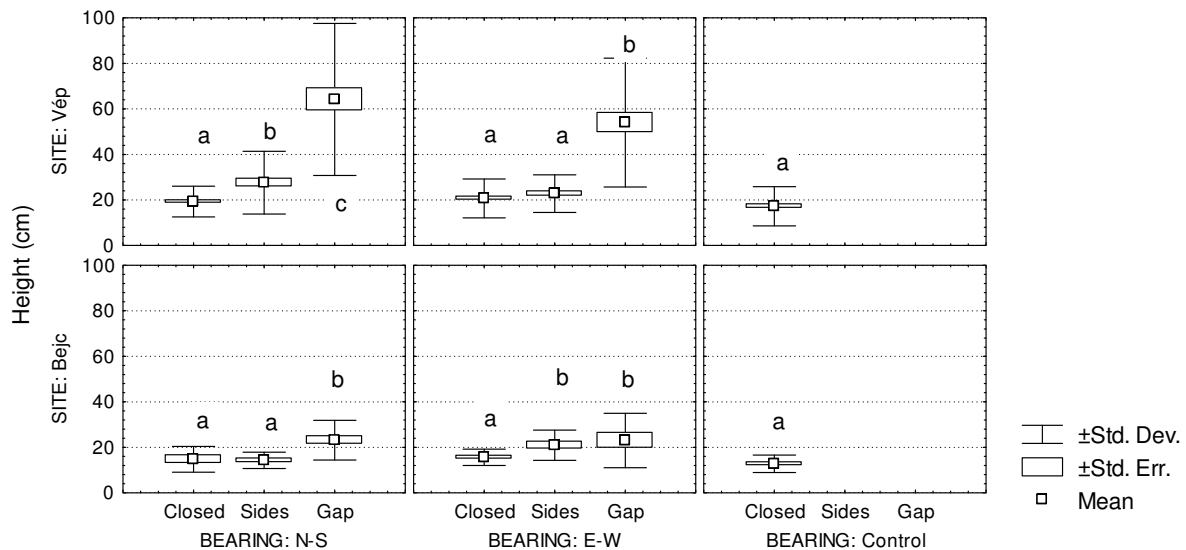 100
80
60
40
20
0
SITE: Vép
a
b
c
a
a
b
a
Height (cm)
100
80
60
40
20
0
SITE: Bejc
a
a
b
a
b
b
a
Closed Sides Gap
BEARING: N-S
Closed Sides Gap
BEARING: E-W
Closed Sides Gap
BEARING: Control
±Std. Dev.
±Std. Err.
Mean